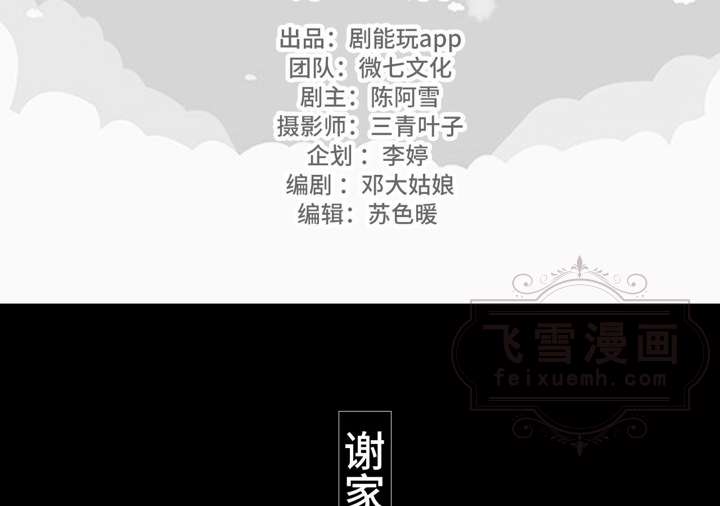 出品：剧能玩app
团队：微七文化
剧主：陈阿雪
摄影师：三青叶子
企划：李婷
编剧：邓大姑娘
编辑：苏色暖
飞雪漫画
feixuemh.com
谢家